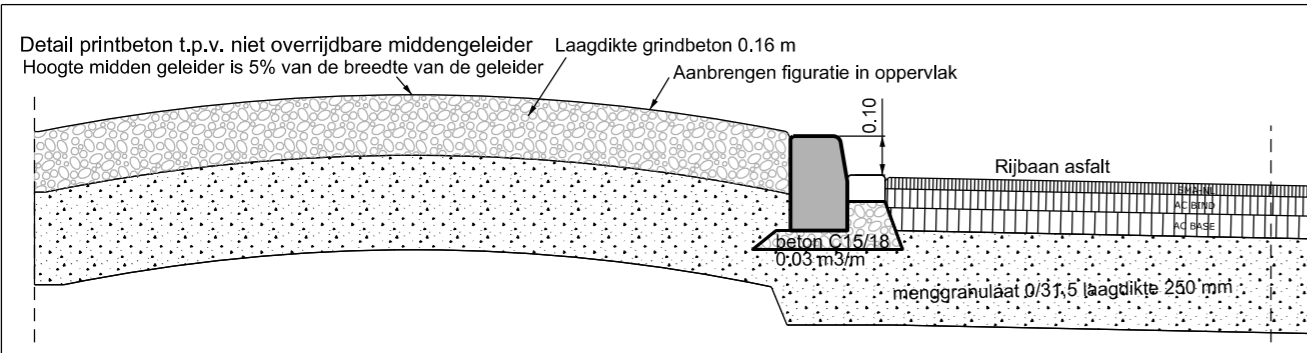 Detail printbeton t.p.v. niet overrijdbare middengeleider
Hoogte midden geleider is 5% van de breedte van de geleider
Laagdikte grindbeton 0.16 m
Aanbrengen figuratie in oppervlak
0.10
Rijbaan asfalt
SMA-NL
AC BIND
AC BASE
beton C15/18
0.03 m3/m
menggranulaat 0/31,5 laagdikte 250 mm